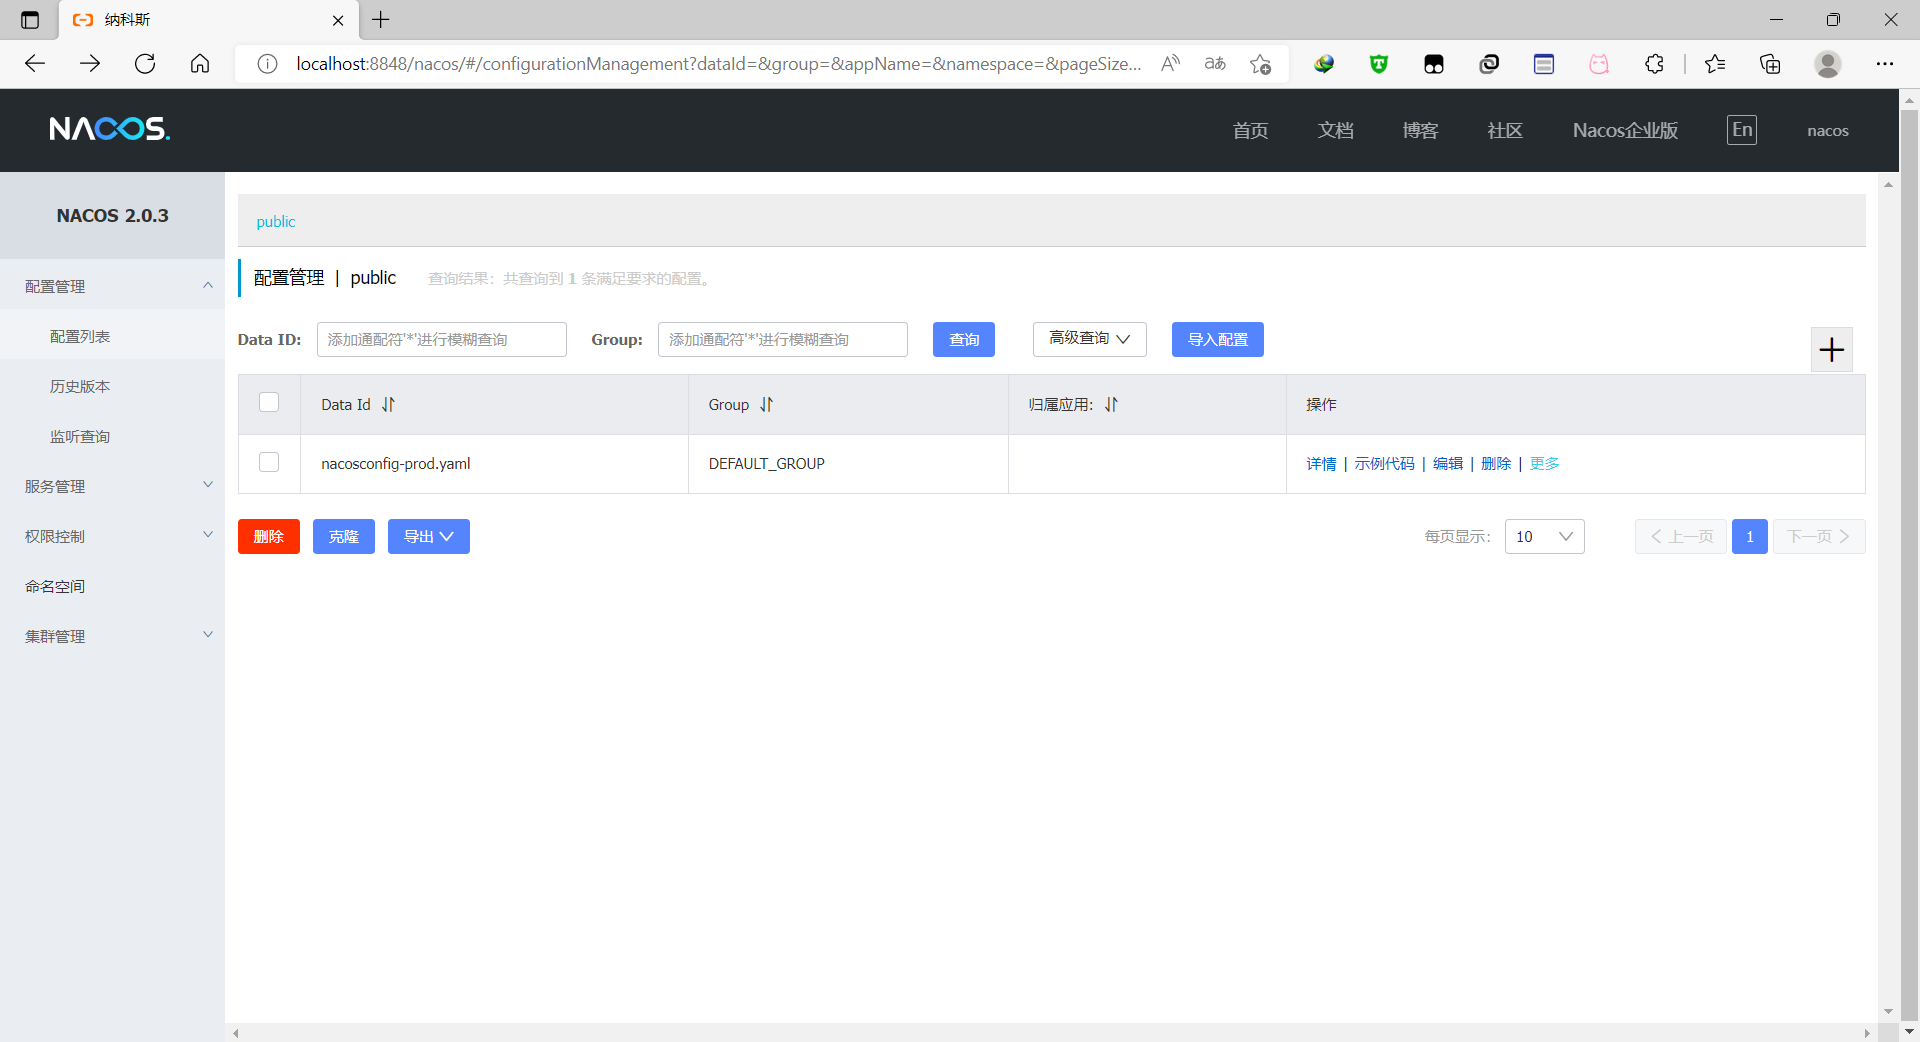 纳科斯
localhost:8848/nacos/#/configurationManagement?dataId=&group=&appName=&namespace=&pageSize...
NACOS.
首页 文档 博客 社区 Nacos企业版 En nacos
NACOS 2.0.3
配置管理
配置列表
历史版本
监听查询
服务管理
权限控制
命名空间
集群管理
public
配置管理 | public 查询结果：共查询到 1 条满足要求的配置。
Data ID: 添加通配符'*'进行模糊查询 Group: 添加通配符'*'进行模糊查询 查询 高级查询 导入配置
Data Id Group 归属应用: 操作
nacosconfig-prod.yaml DEFAULT_GROUP 详情 | 示例代码 | 编辑 | 删除 | 更多
删除 克隆 导出 每页显示: 10 上一页 1 下一页